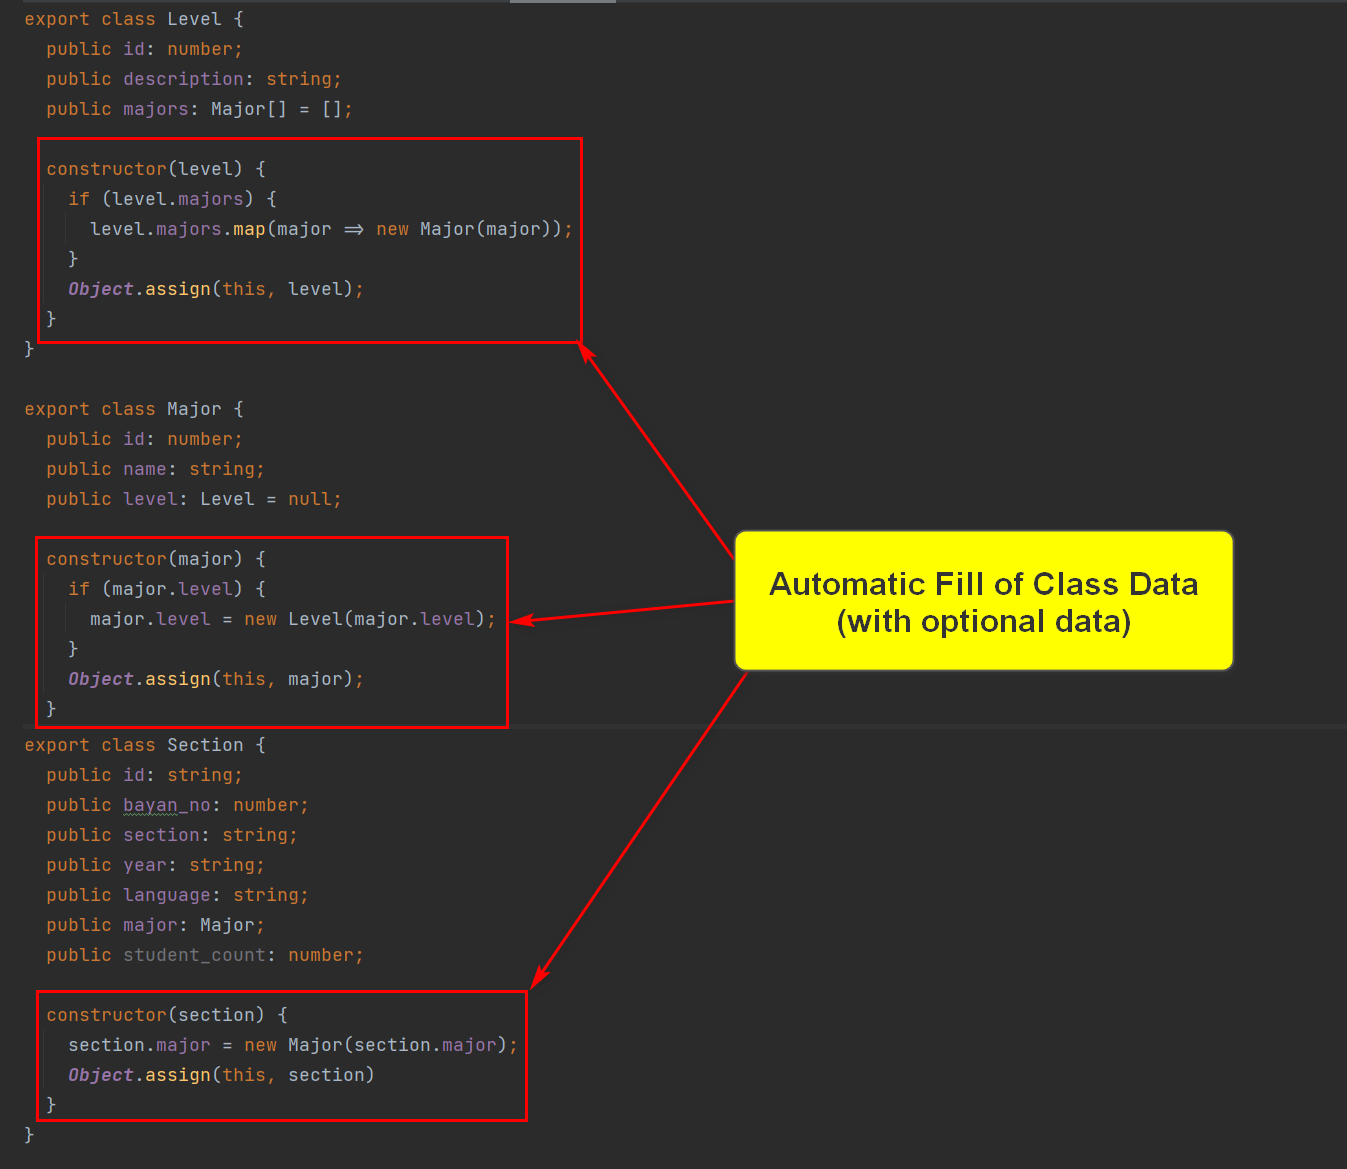 export class Level {
public id: number;
public description: string;
public majors: Major[] = [];
constructor(level) {
if (level.majors) {
level.majors.map(major => new Major(major));
}
Object.assign(this, level);
}
}
export class Major {
public id: number;
public name: string;
public level: Level = null;
constructor(major) {
if (major.level) {
major.level = new Level(major.level);
}
Object.assign(this, major);
}
Automatic Fill of Class Data
(with optional data)
export class Section {
public id: string;
public bayan_no: number;
public section: string;
public year: string;
public language: string;
public major: Major;
public student_count: number;
constructor(section) {
section.major = new Major(section.major);
Object.assign(this, section)
}
}